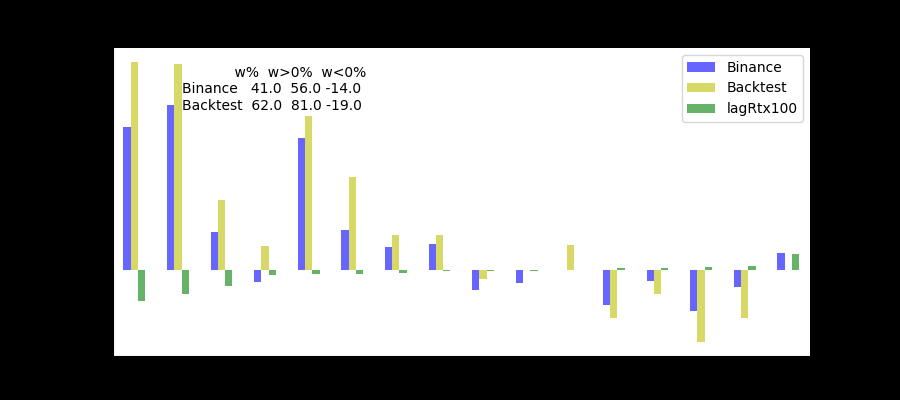 w%  w>0%  w<0%
Binance   41.0  56.0 -14.0
Backtest  62.0  81.0 -19.0
Binance
Backtest
lagRtx100